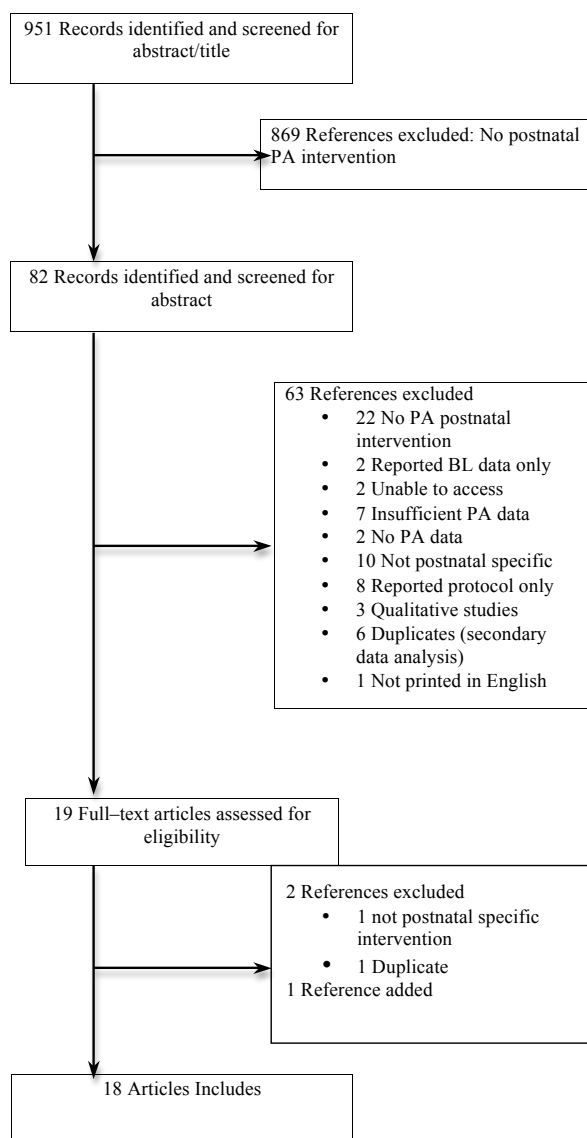 951 Records identified and screened for
abstract/title
869 References excluded: No postnatal
PA intervention
82 Records identified and screened for
abstract
63 References excluded
• 22 No PA postnatal
intervention
• 2 Reported BL data only
• 2 Unable to access
• 7 Insufficient PA data
• 2 No PA data
• 10 Not postnatal specific
• 8 Reported protocol only
• 3 Qualitative studies
• 6 Duplicates (secondary
data analysis)
• 1 Not printed in English
19 Full–text articles assessed for
eligibility
2 References excluded
• 1 not postnatal specific
intervention
• 1 Duplicate
1 Reference added
18 Articles Includes